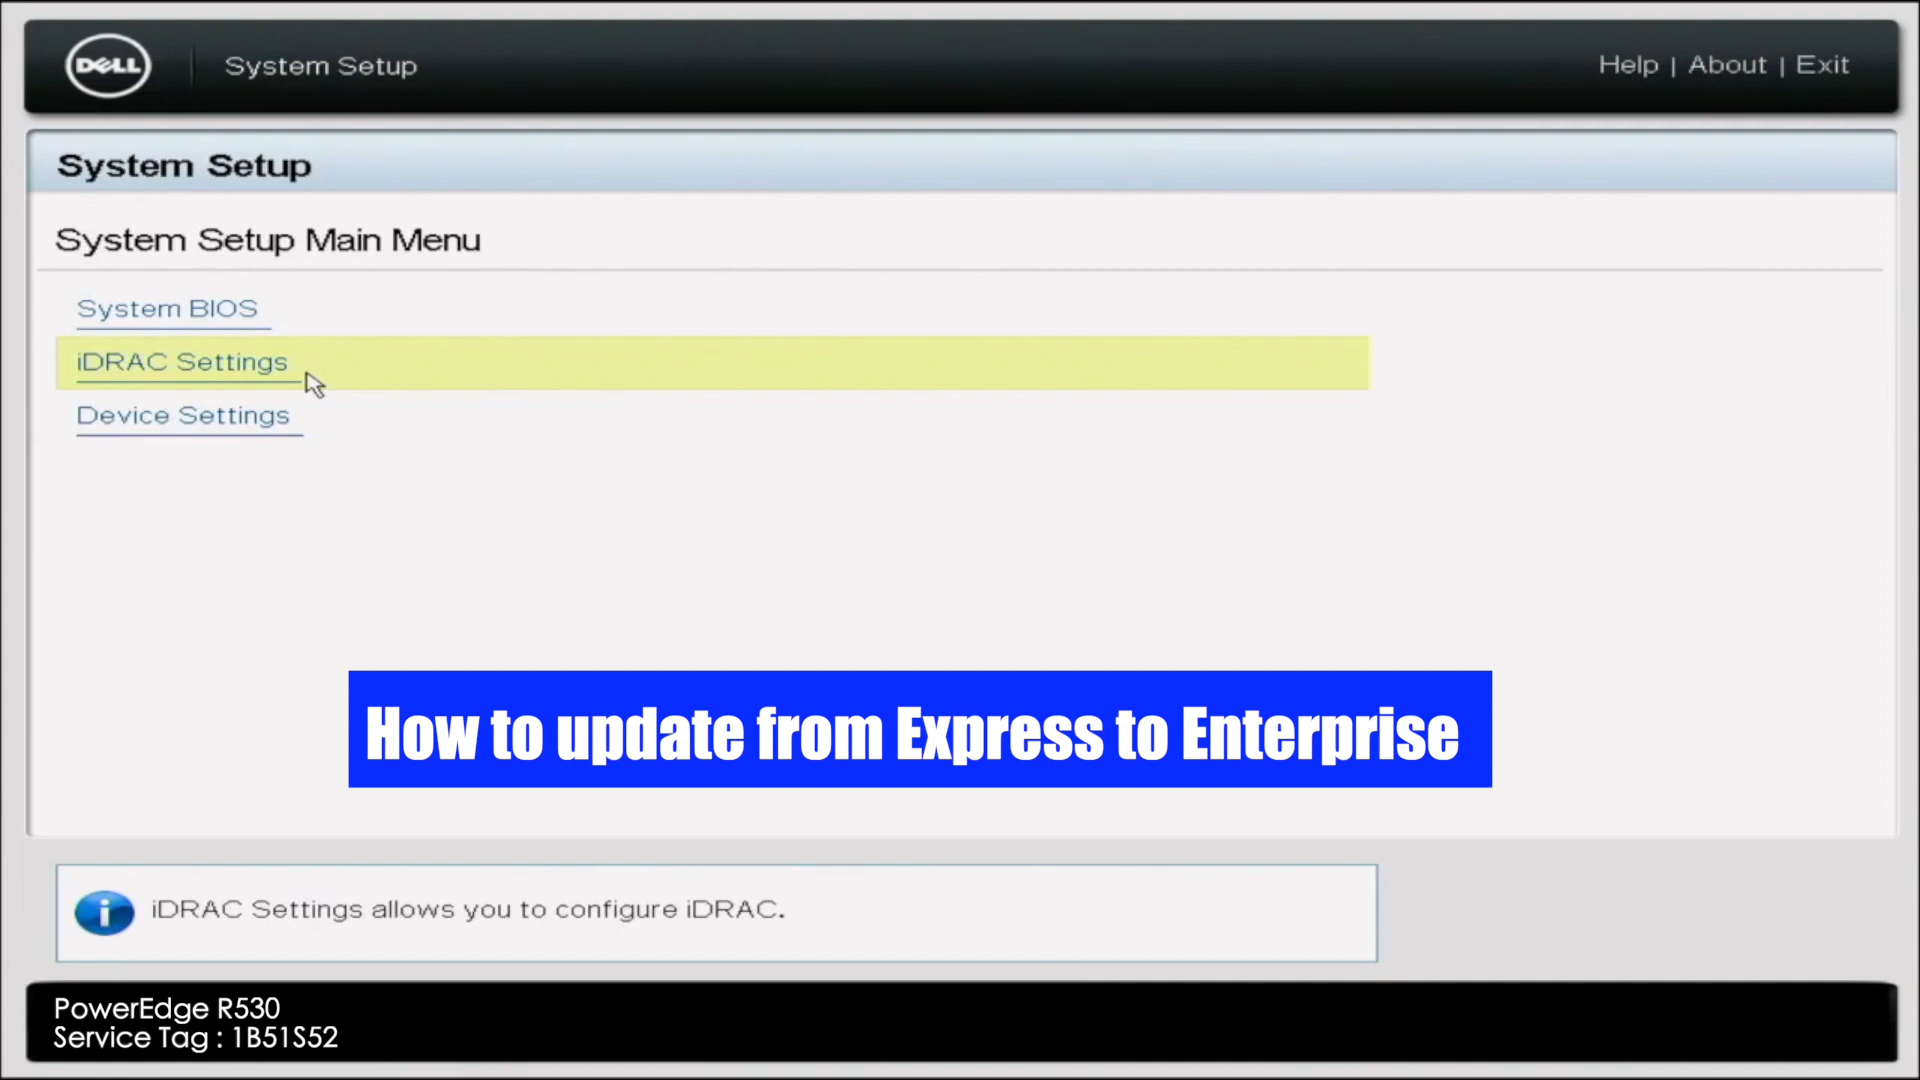 DELL
System Setup
Help | About | Exit
System Setup
System Setup Main Menu
System BIOS
iDRAC Settings
Device Settings
How to update from Express to Enterprise
iDRAC Settings allows you to configure iDRAC.
PowerEdge R530
Service Tag : 1B51S52